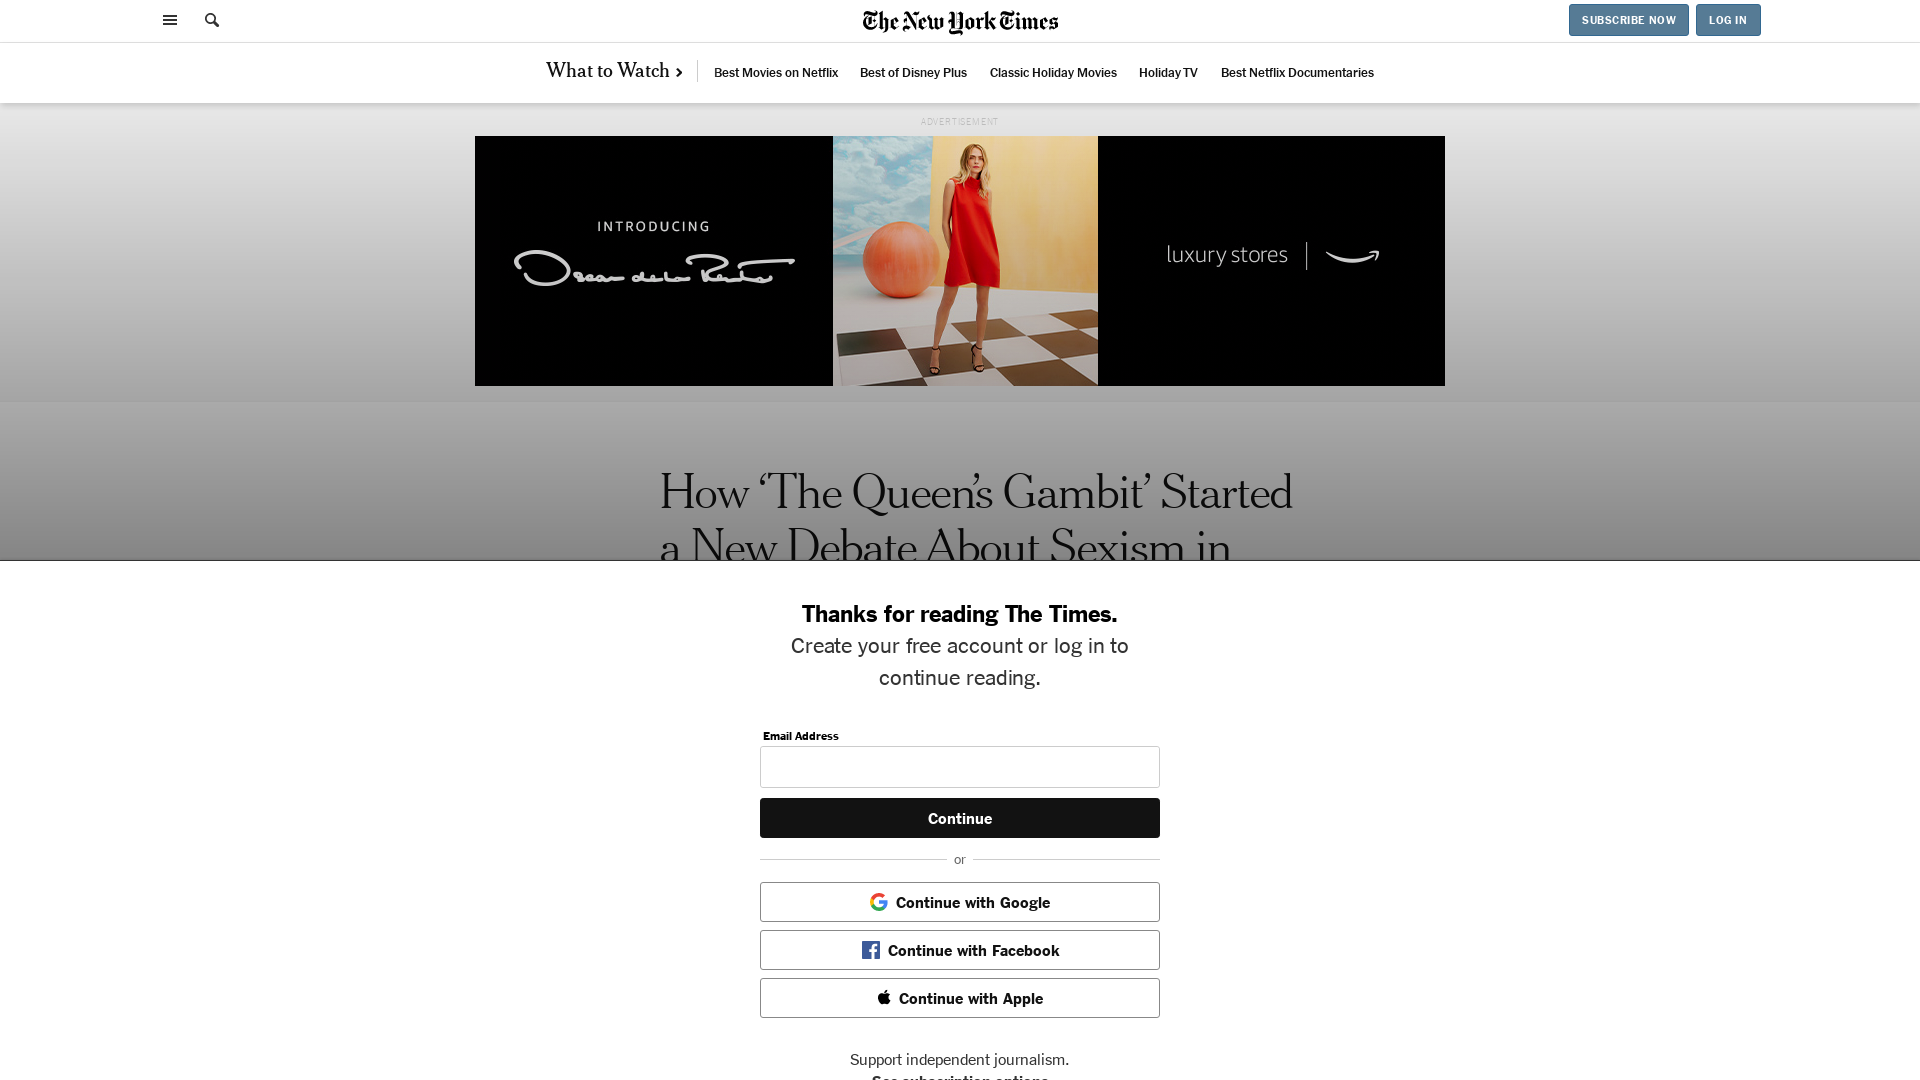 The New York Times
SUBSCRIBE NOW
LOG IN
What to Watch
Best Movies on Netflix
Best of Disney Plus
Classic Holiday Movies
Holiday TV
Best Netflix Documentaries
ADVERTISEMENT
INTRODUCING
Oscar de la Renta
luxury stores
How ‘The Queen’s Gambit’ Started
a New Debate About Sexism in
Thanks for reading The Times.
Create your free account or log in to
continue reading.
Email Address
Continue
or
Continue with Google
Continue with Facebook
Continue with Apple
Support independent journalism.
See subscription options.